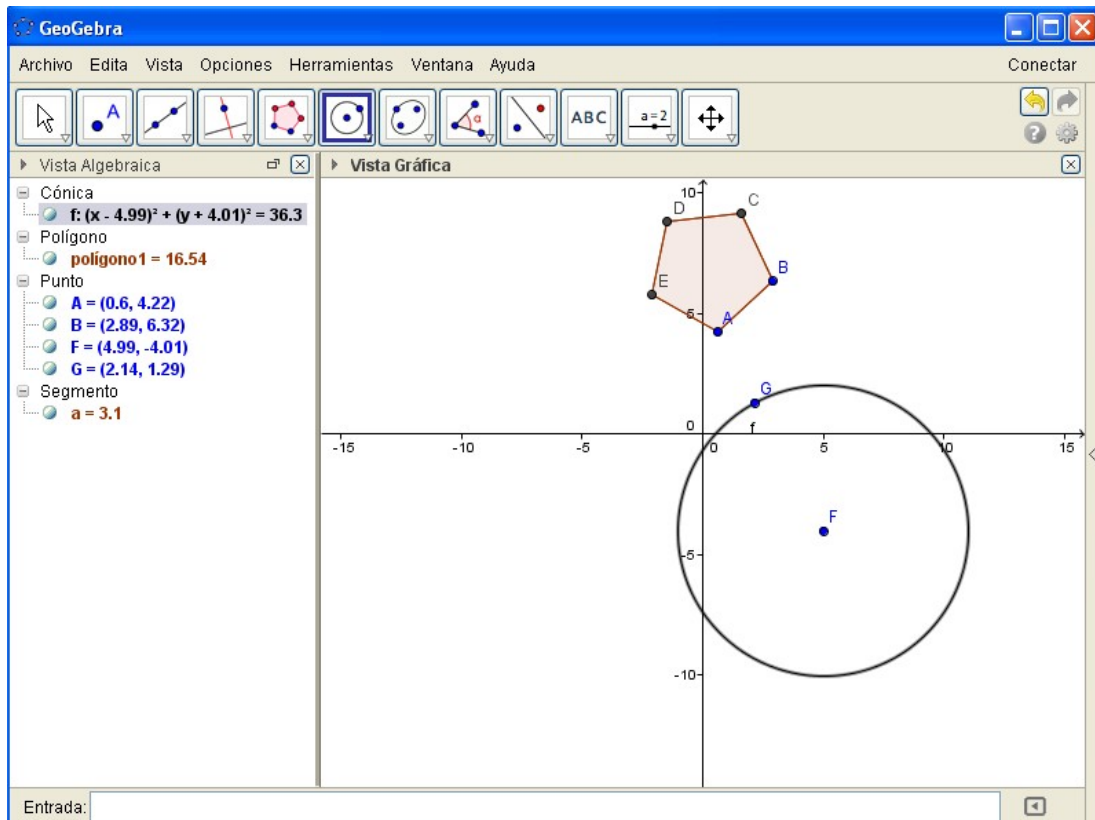 GeoGebra
Archivo Edita Vista Opciones Herramientas Ventana Ayuda Conectar
A ABC a=2
α
Vista Algebraica
Vista Gráfica
Cónica
f: (x - 4.99)² + (y + 4.01)² = 36.3
Polígono
polígono1 = 16.54
Punto
A = (0.6, 4.22)
B = (2.89, 6.32)
F = (4.99, -4.01)
G = (2.14, 1.29)
Segmento
a = 3.1
10
D C
B
E
5 A
G
0 f
-15 -10 -5 0 5 10 15
F
-5
-10
Entrada: